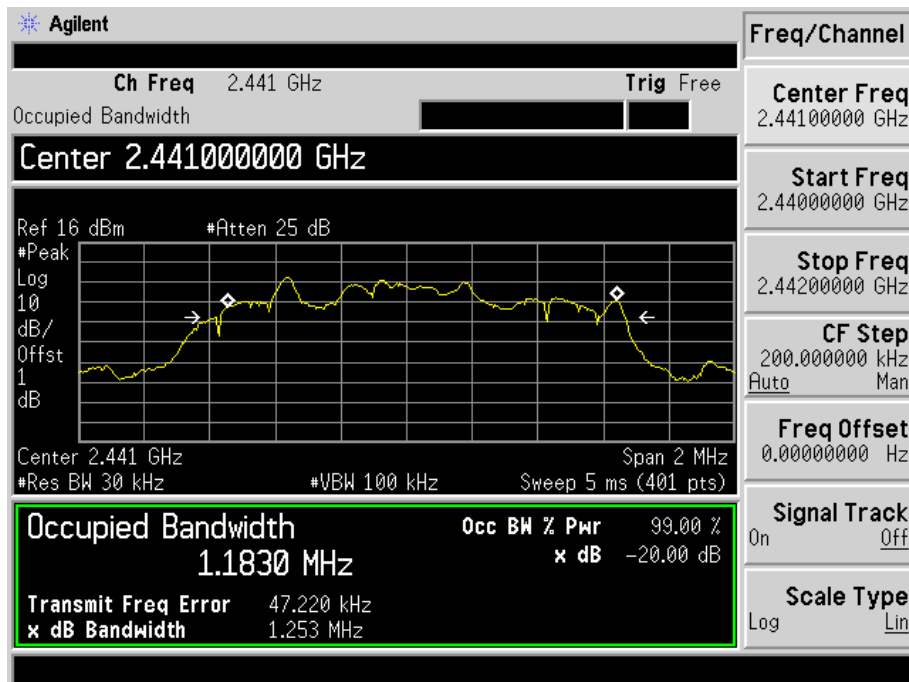 Agilent
Freq/Channel
Ch Freq 2.441 GHz Trig Free
Occupied Bandwidth
Center 2.441000000 GHz
Ref 16 dBm #Atten 25 dB
#Peak
Log
10
dB/
Offst
1
dB
Center 2.441 GHz Span 2 MHz
#Res BW 30 kHz #VBW 100 kHz Sweep 5 ms (401 pts)
Occupied Bandwidth
1.1830 MHz
Occ BW % Pwr 99.00 %
x dB -20.00 dB
Transmit Freq Error 47.220 kHz
x dB Bandwidth 1.253 MHz
Center Freq
2.44100000 GHz
Start Freq
2.44000000 GHz
Stop Freq
2.44200000 GHz
CF Step
200.000000 kHz
Auto Man
Freq Offset
0.00000000 Hz
Signal Track
On Off
Scale Type
Log Lin